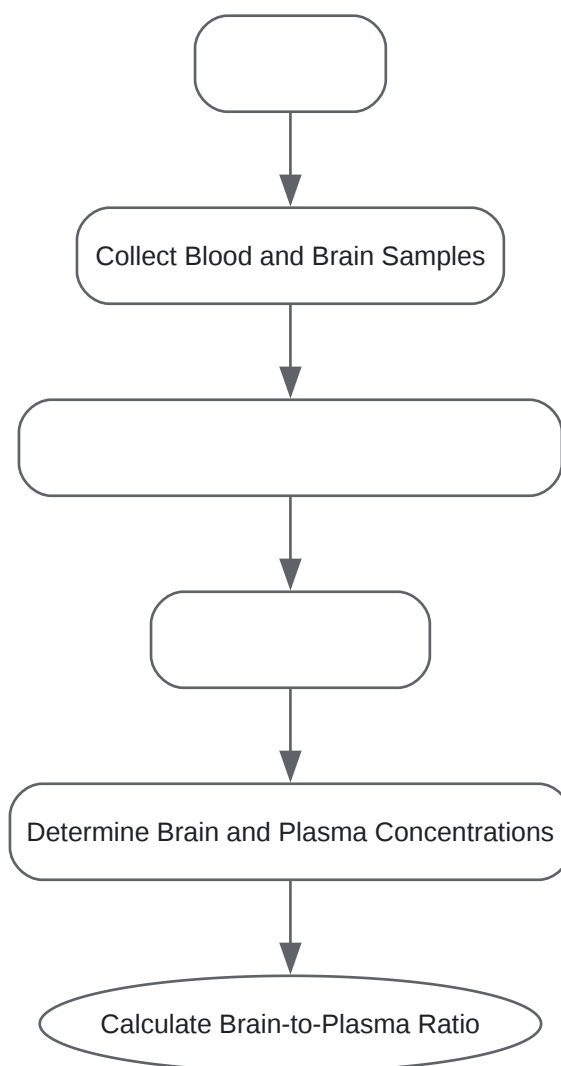 Collect Blood and Brain Samples
Determine Brain and Plasma Concentrations
Calculate Brain-to-Plasma Ratio